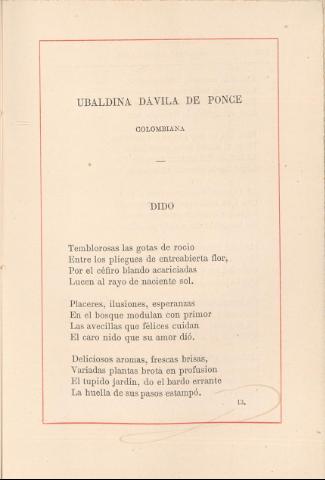 UBALDINA DÁVILA DE PONCE
COLOMBIANA
DIDO
Temblorosas las gotas de rocio
Entre los pliegues de entreabierta flor,
Por el céfiro blando acariciadas
Lucen al rayo de naciente sol.
Placeres, ilusiones, esperanzas
En el bosque modulan con primor
Las avecillas que félices cuidan
El caro nido que su amor dió.
Deliciosos aromas, frescas brisas,
Variadas plantas brota en profusion
El tupido jardin, do el bardo errante
La huella de sus pasos estampó.
13.